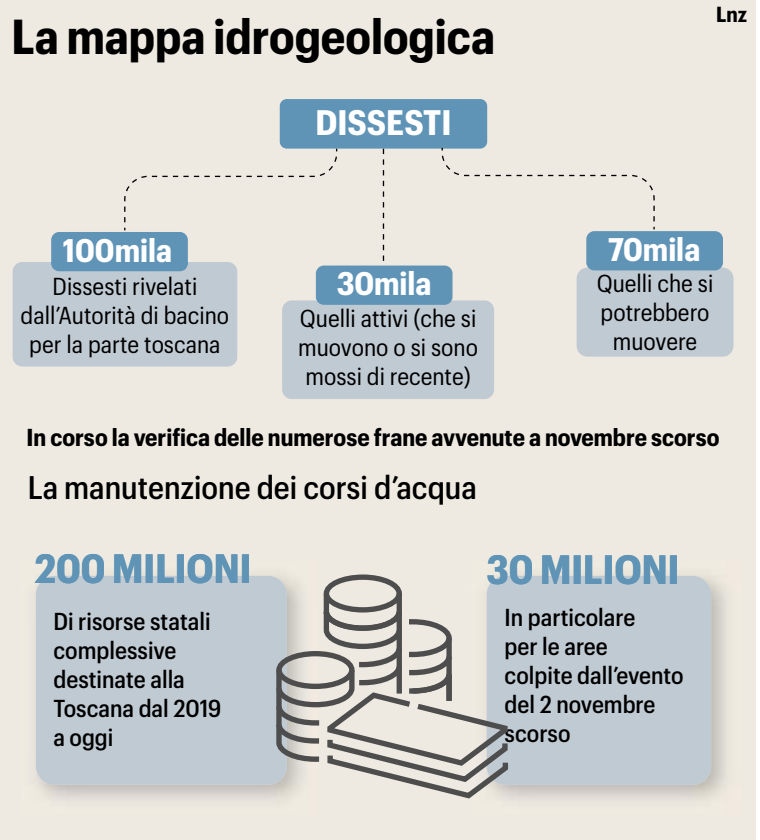 Lnz
La mappa idrogeologica
DISSESTI
100mila
Dissesti rivelati
dall'Autorità di bacino
per la parte toscana
30mila
Quelli attivi (che si
muovono o si sono
mossi di recente)
70mila
Quelli che si
potrebbero
muovere
In corso la verifica delle numerose frane avvenute a novembre scorso
La manutenzione dei corsi d'acqua
200 MILIONI
Di risorse statali
complessive
destinate alla
Toscana dal 2019
a oggi
30 MILIONI
In particolare
per le aree
colpite dall'evento
del 2 novembre
scorso